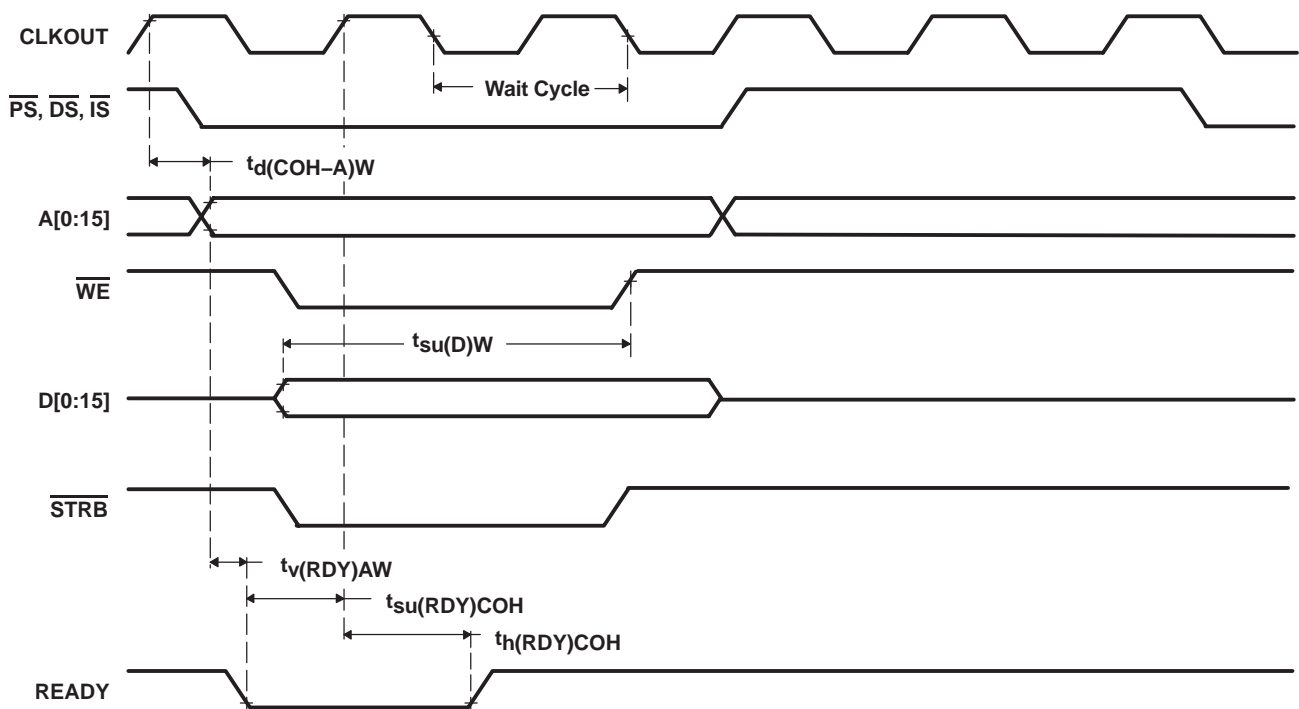 CLKOUT
Wait Cycle
PS, DS, IS
td(COH–A)W
A[0:15]
WE
tsu(D)W
D[0:15]
STRB
tv(RDY)AW
tsu(RDY)COH
th(RDY)COH
READY